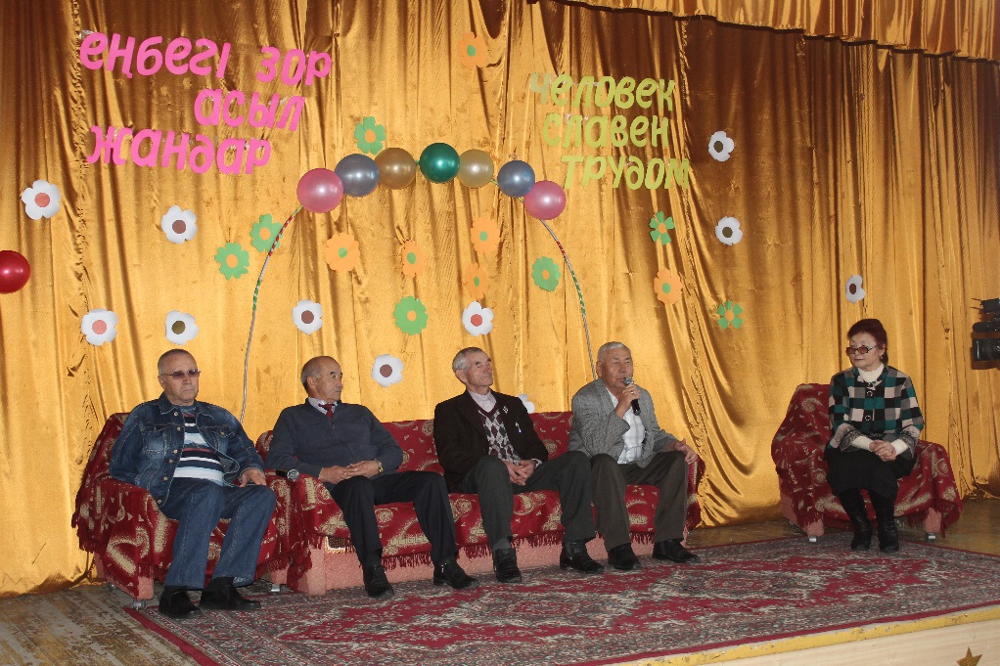 еңбегі зор
асыл
жандар
Человек
славен
трудом